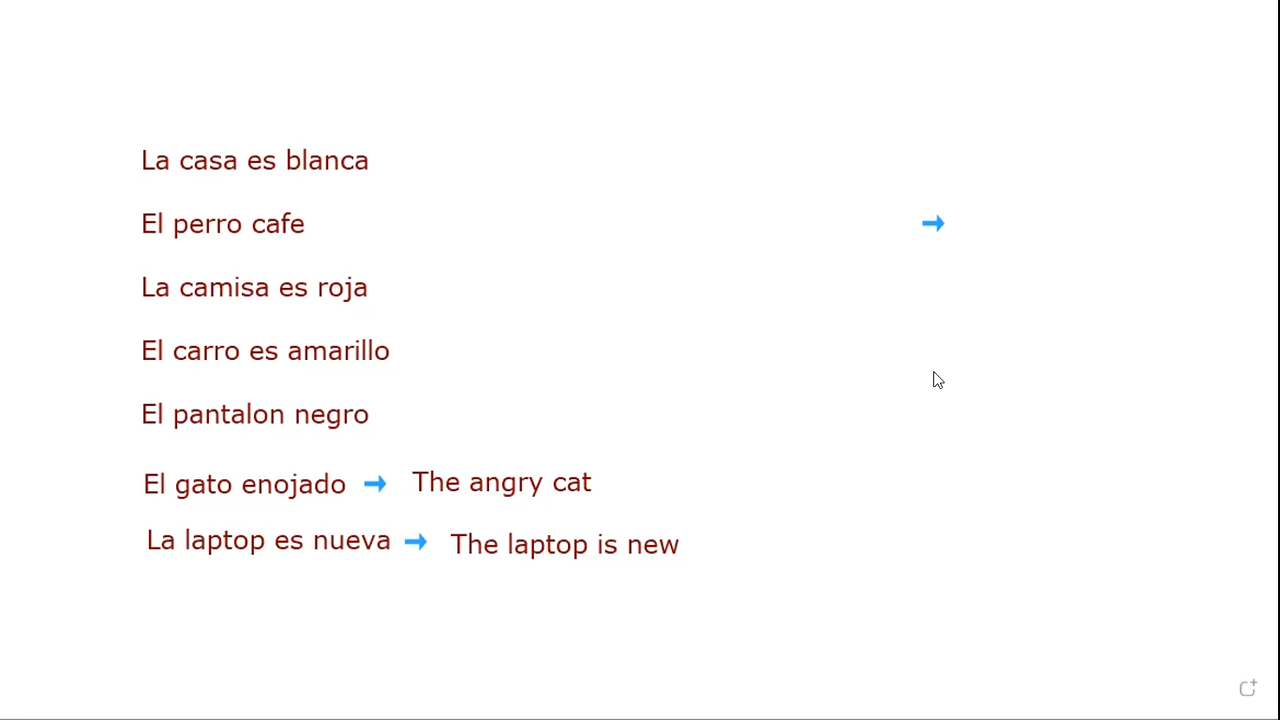 La casa es blanca
El perro cafe →
La camisa es roja
El carro es amarillo
El pantalon negro
El gato enojado → The angry cat
La laptop es nueva → The laptop is new